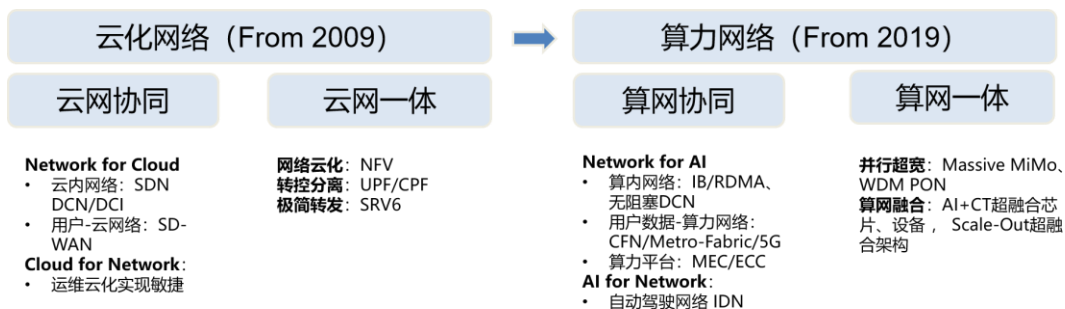 云化网络（From 2009）
算力网络（From 2019）
云网协同
云网一体
算网协同
算网一体
Network for Cloud
• 云内网络：SDN
DCN/DCI
• 用户-云网络：SD-
WAN
Cloud for Network：
• 运维云化实现敏捷
网络云化：NFV
转控分离：UPF/CPF
极简转发：SRV6
Network for AI
• 算内网络：IB/RDMA、
无阻塞DCN
• 用户数据-算力网络：
CFN/Metro-Fabric/5G
• 算力平台：MEC/ECC
AI for Network：
• 自动驾驶网络 IDN
并行超宽：Massive MiMo、
WDM PON
算网融合：AI+CT超融合芯
片、设备 ， Scale-Out超融
合架构